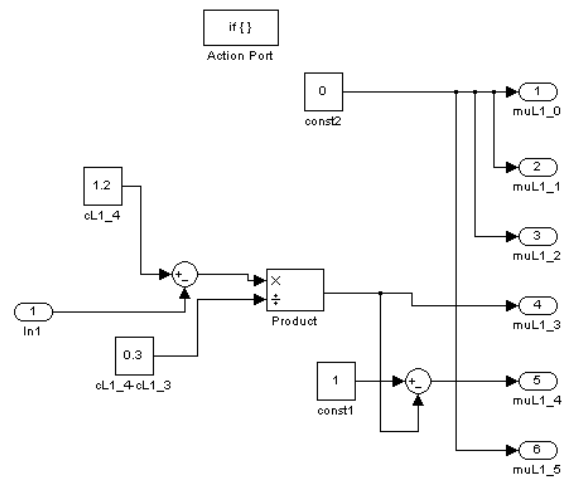 if { }
Action Port
0
const2
1
muL1_0
2
muL1_1
1.2
cL1_4
3
muL1_2
+
-
×
÷
Product
1
In1
4
muL1_3
0.3
cL1_4-cL1_3
1
const1
+
-
5
muL1_4
6
muL1_5